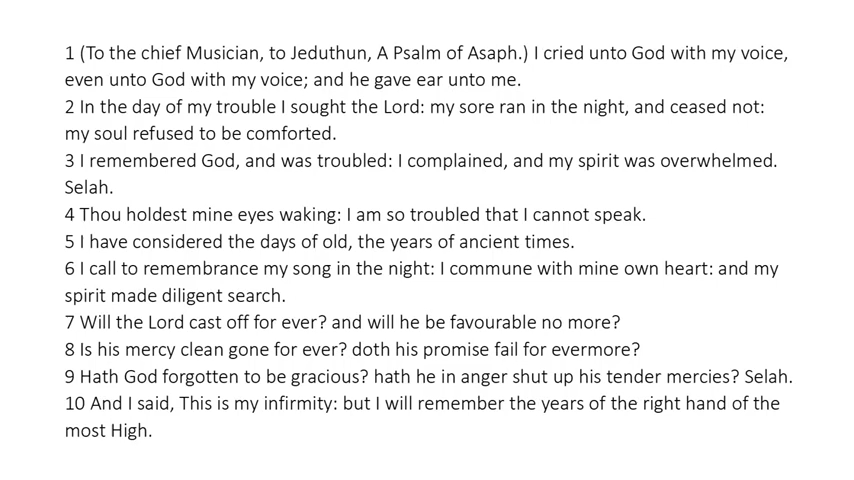 1 (To the chief Musician, to Jeduthun, A Psalm of Asaph.) I cried unto God with my voice,
even unto God with my voice; and he gave ear unto me.
2 In the day of my trouble I sought the Lord: my sore ran in the night, and ceased not:
my soul refused to be comforted.
3 I remembered God, and was troubled: I complained, and my spirit was overwhelmed.
Selah.
4 Thou holdest mine eyes waking: I am so troubled that I cannot speak.
5 I have considered the days of old, the years of ancient times.
6 I call to remembrance my song in the night: I commune with mine own heart: and my
spirit made diligent search.
7 Will the Lord cast off for ever? and will he be favourable no more?
8 Is his mercy clean gone for ever? doth his promise fail for evermore?
9 Hath God forgotten to be gracious? hath he in anger shut up his tender mercies? Selah.
10 And I said, This is my infirmity: but I will remember the years of the right hand of the
most High.